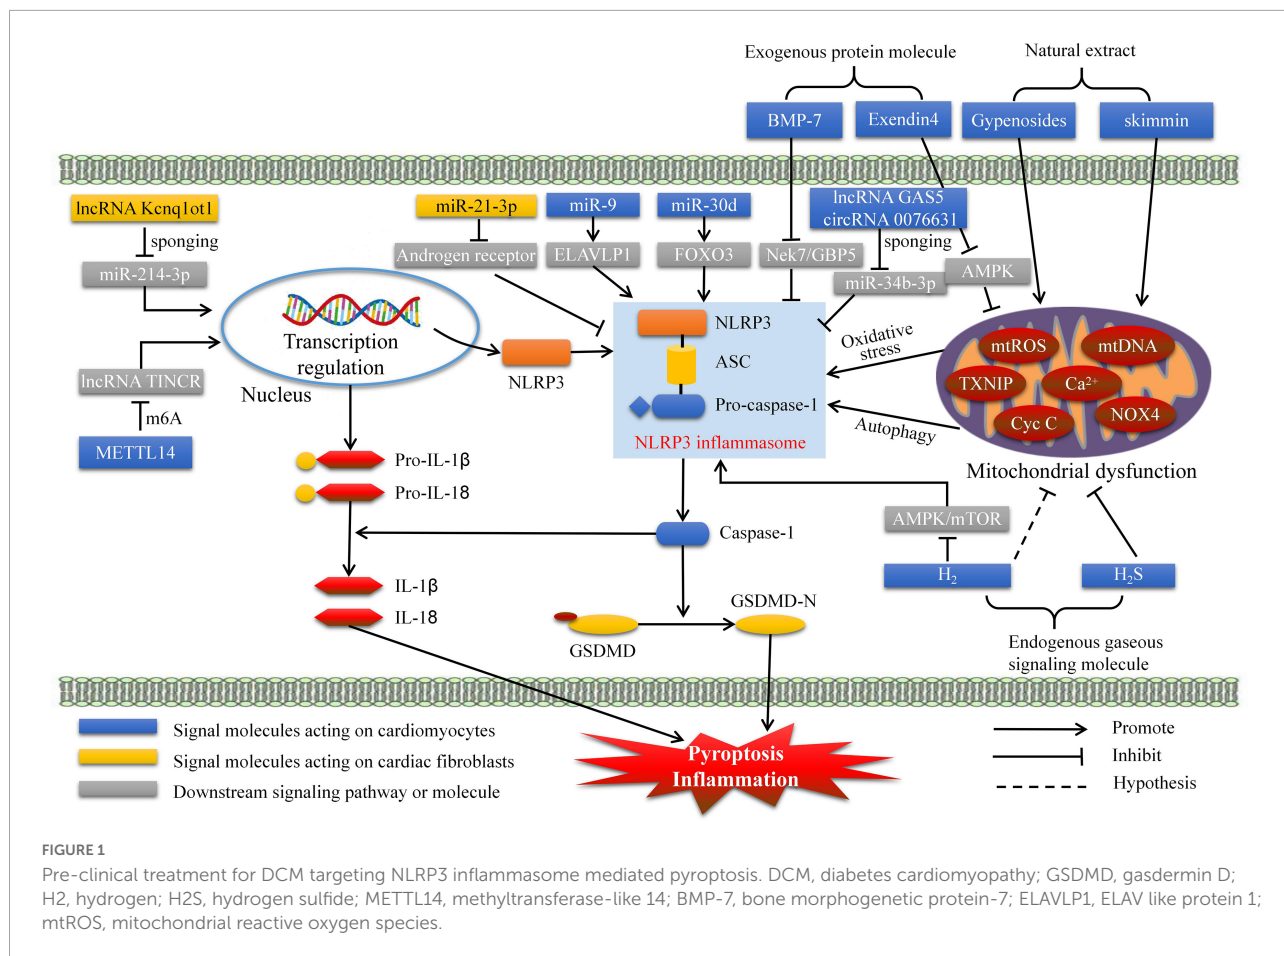 Exogenous protein molecule
Natural extract
BMP-7
Exendin4
Gypenosides
skimmin
lncRNA Kcnq1ot1
sponging
miR-214-3p
miR-21-3p
Androgen receptor
miR-9
ELAVLP1
miR-30d
FOXO3
Nek7/GBP5
lncRNA GAS5
circRNA 0076631
sponging
miR-34b-3p
AMPK
Transcription
regulation
Nucleus
lncRNA TINCR
m6A
METTL14
NLRP3
NLRP3
ASC
Pro-caspase-1
NLRP3 inflammasome
Oxidative
stress
Autophagy
mtROS
mtDNA
TXNIP
Ca²⁺
Cyc C
NOX4
Mitochondrial dysfunction
Pro-IL-1β
Pro-IL-18
Caspase-1
AMPK/mTOR
H₂
H₂S
IL-1β
IL-18
GSDMD
GSDMD-N
Endogenous gaseous
signaling molecule
Pyroptosis
Inflammation
Signal molecules acting on cardiomyocytes
Signal molecules acting on cardiac fibroblasts
Downstream signaling pathway or molecule
Promote
Inhibit
Hypothesis
FIGURE 1
Pre-clinical treatment for DCM targeting NLRP3 inflammasome mediated pyroptosis. DCM, diabetes cardiomyopathy; GSDMD, gasdermin D;
H2, hydrogen; H2S, hydrogen sulfide; METTL14, methyltransferase-like 14; BMP-7, bone morphogenetic protein-7; ELAVLP1, ELAV like protein 1;
mtROS, mitochondrial reactive oxygen species.